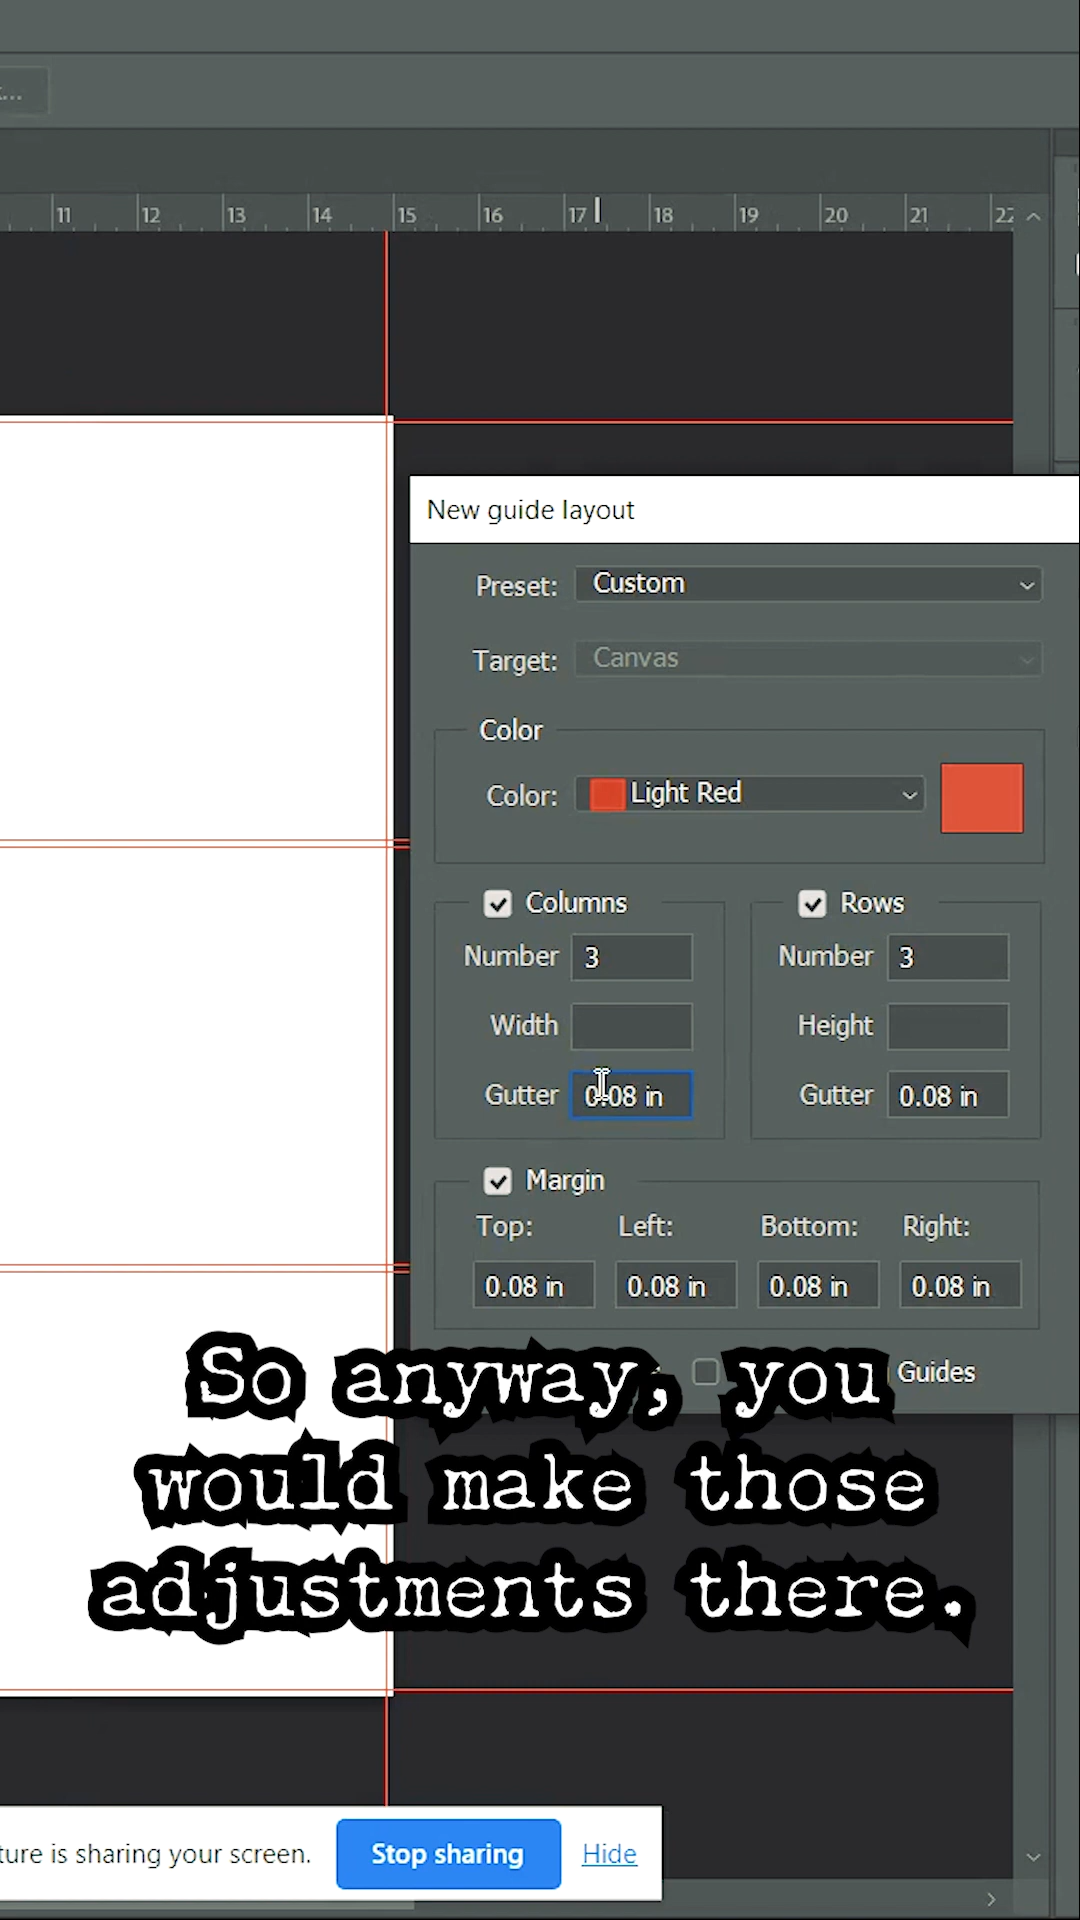 11 12 13 14 15 16 17 18 19 20 21
New guide layout
Preset: Custom
Target: Canvas
Color
Color: Light Red
Columns Rows
Number 3 Number 3
Width Height
Gutter 0.08 in Gutter 0.08 in
Margin
Top: Left: Bottom: Right:
0.08 in 0.08 in 0.08 in 0.08 in
Guides
So anyway, you
would make those
adjustments there.
is sharing your screen. Stop sharing Hide